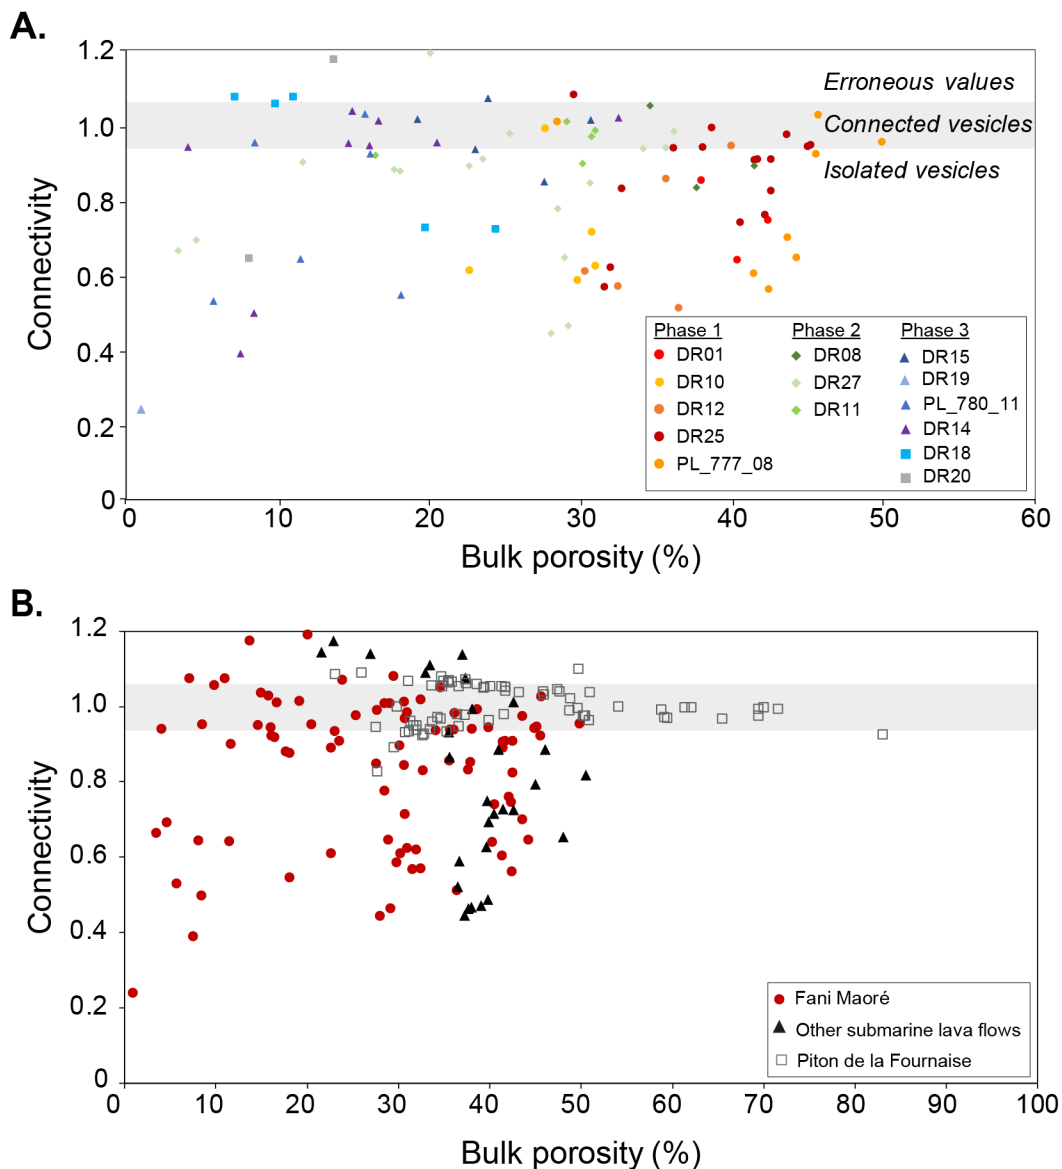 A.
1.2
1.0
0.8
0.6
0.4
0.2
0
Connectivity
Erroneous values
Connected vesicles
Isolated vesicles
Phase 1
DR01
DR10
DR12
DR25
PL_777_08
Phase 2
DR08
DR27
DR11
Phase 3
DR15
DR19
PL_780_11
DR14
DR18
DR20
0 10 20 30 40 50 60
Bulk porosity (%)
B.
1.2
1.0
0.8
0.6
0.4
0.2
0
Connectivity
Fani Maoré
Other submarine lava flows
Piton de la Fournaise
0 10 20 30 40 50 60 70 80 90 100
Bulk porosity (%)